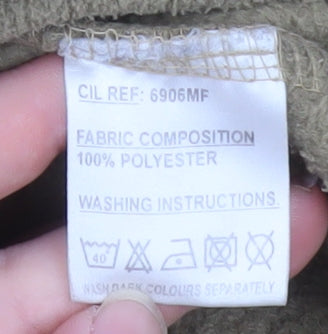 CIL REF: 6906MF
FABRIC COMPOSITION
100% POLYESTER
WASHING INSTRUCTIONS
40
WASH DARK COLOURS SEPARATELY